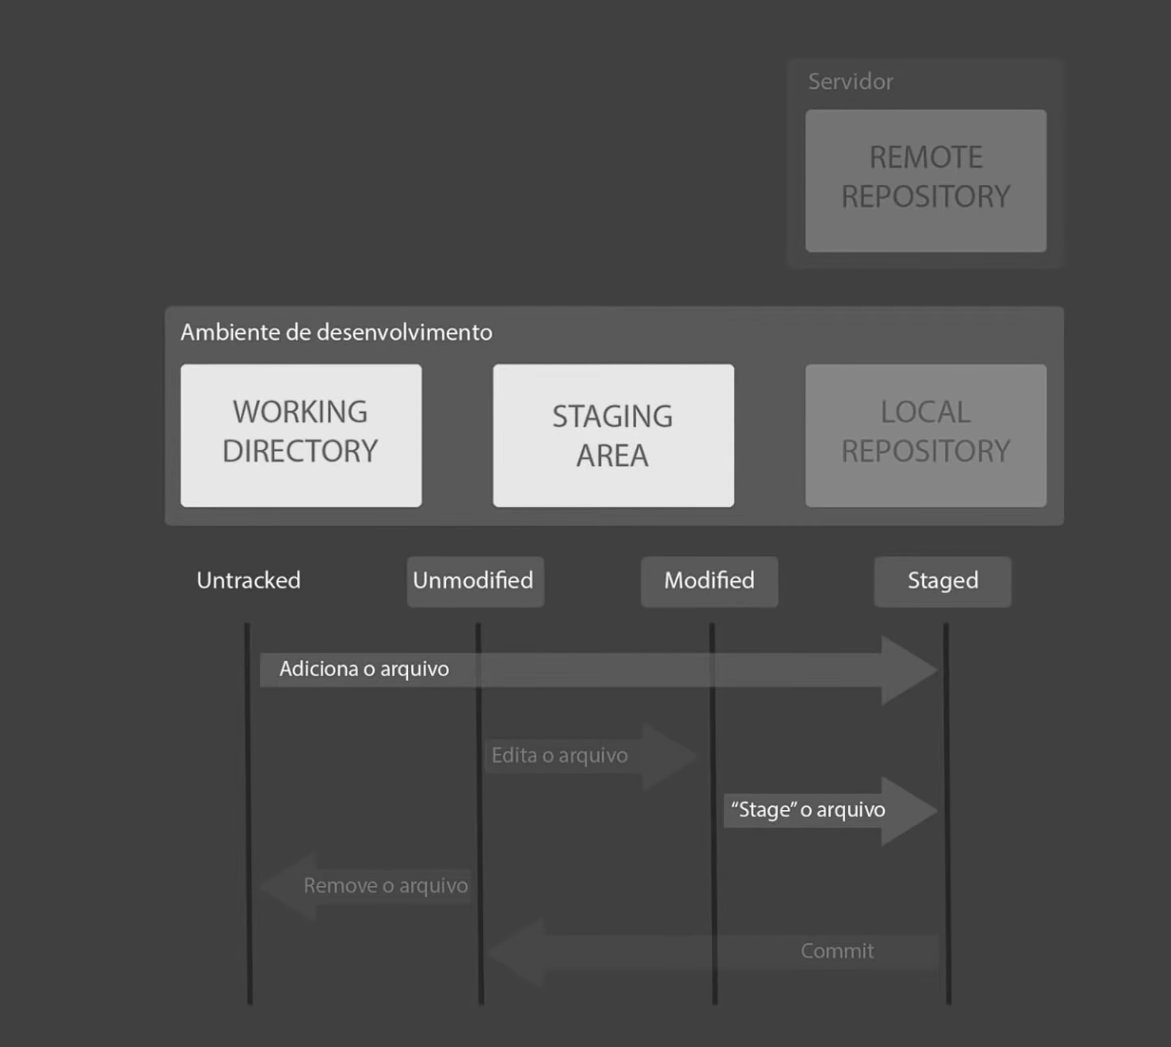 Servidor
REMOTE
REPOSITORY
Ambiente de desenvolvimento
WORKING
DIRECTORY
STAGING
AREA
LOCAL
REPOSITORY
Untracked
Unmodified
Modified
Staged
Adiciona o arquivo
Edita o arquivo
“Stage” o arquivo
Remove o arquivo
Commit